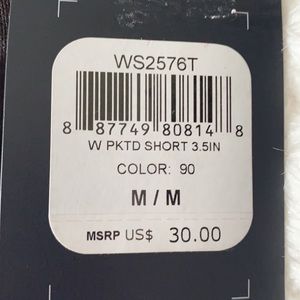 WS2576T
8 87749 80814 8
W PKTD SHORT 3.5IN
COLOR: 90
M / M
MSRP US$ 30.00